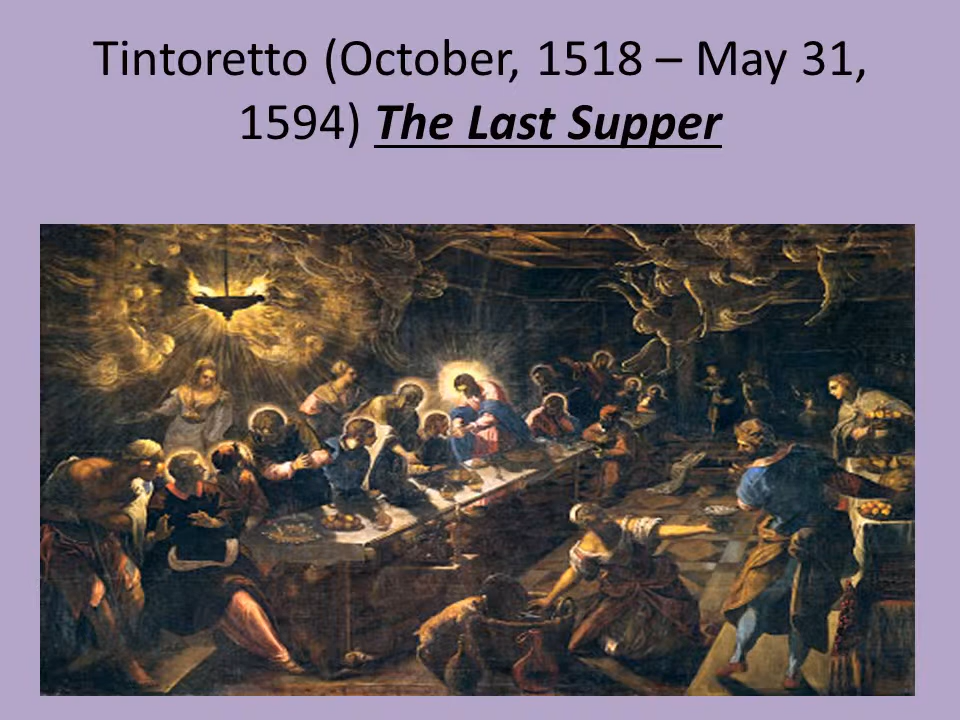 Tintoretto (October, 1518 – May 31,
1594) The Last Supper